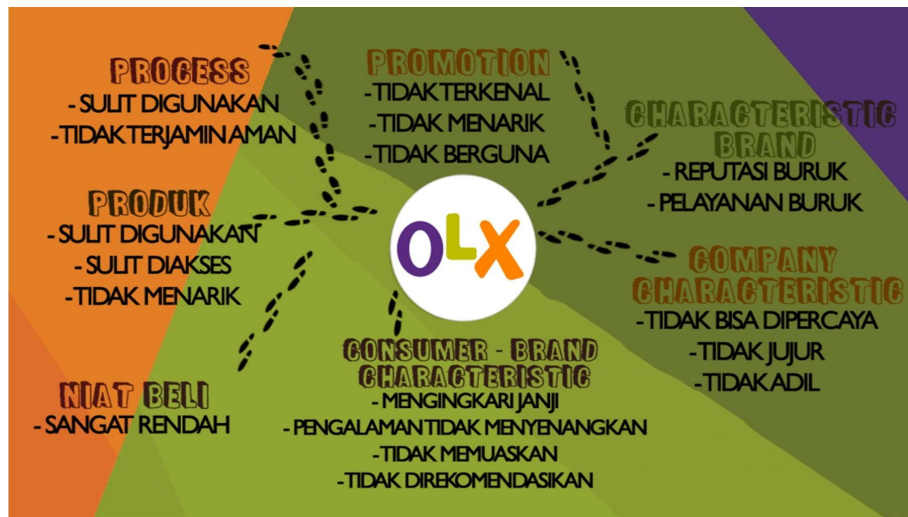 PROCESS
- SULIT DIGUNAKAN
-TIDAK TERJAMIN AMAN
PROMOTION
-TIDAK TERKENAL
-TIDAK MENARIK
-TIDAK BERGUNA
CHARACTERISTIC
BRAND
- REPUTASI BURUK
- PELAYANAN BURUK
PRODUK
- SULIT DIGUNAKAN
- SULIT DIAKSES
-TIDAK MENARIK
OLX
COMPANY
CHARACTERISTIC
-TIDAK BISA DIPERCAYA
-TIDAK JUJUR
-TIDAK ADIL
NIAT BELI
- SANGAT RENDAH
CONSUMER - BRAND
CHARACTERISTIC
- MENGINGKARI JANJI
- PENGALAMAN TIDAK MENYENANGKAN
-TIDAK MEMUASKAN
-TIDAK DIREKOMENDASIKAN